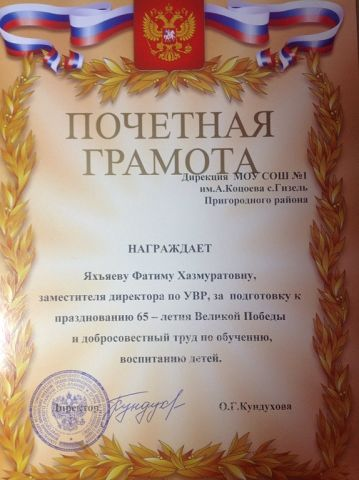 ПОЧЕТНАЯ
ГРАМОТА
Дирекция МОУ СОШ №1
им.А.Коцоева с.Гизель
Пригородного района
НАГРАЖДАЕТ
Яхъяеву Фатиму Хазмуратовну,
заместителя директора по УВР, за подготовку к
празднованию 65 – летия Великой Победы
и добросовестный труд по обучению,
воспитанию детей.
Директор Кундух О.Г.Кундухова